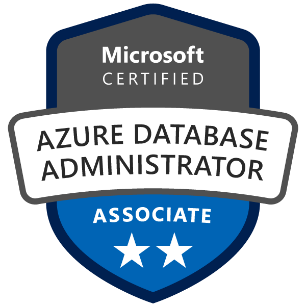 Microsoft
CERTIFIED
AZURE DATABASE
ADMINISTRATOR
ASSOCIATE